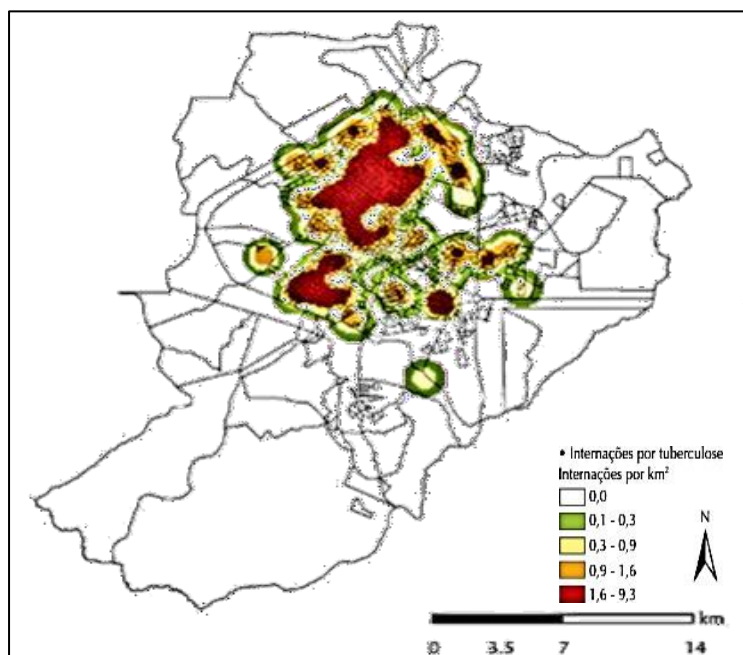 • Internações por tuberculose
Internações por km²
0,0
0,1 - 0,3
0,3 - 0,9
0,9 - 1,6
1,6 - 9,3
N
km
0 3.5 7 14